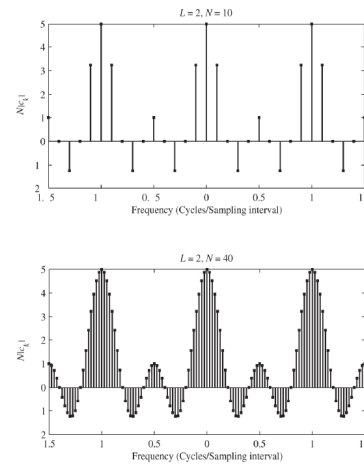 L = 2, N = 10
5
4
3
2
1
0
1
2
N|cₖ|
1. 5 1 0. 5 0 0. 5 1 1.
Frequency (Cycles/Sampling interval)
L = 2, N = 40
5
4
3
2
1
0
1
2
N|cₖ|
1.5 1 0.5 0 0.5 1 1.
Frequency (Cycles/Sampling interval)